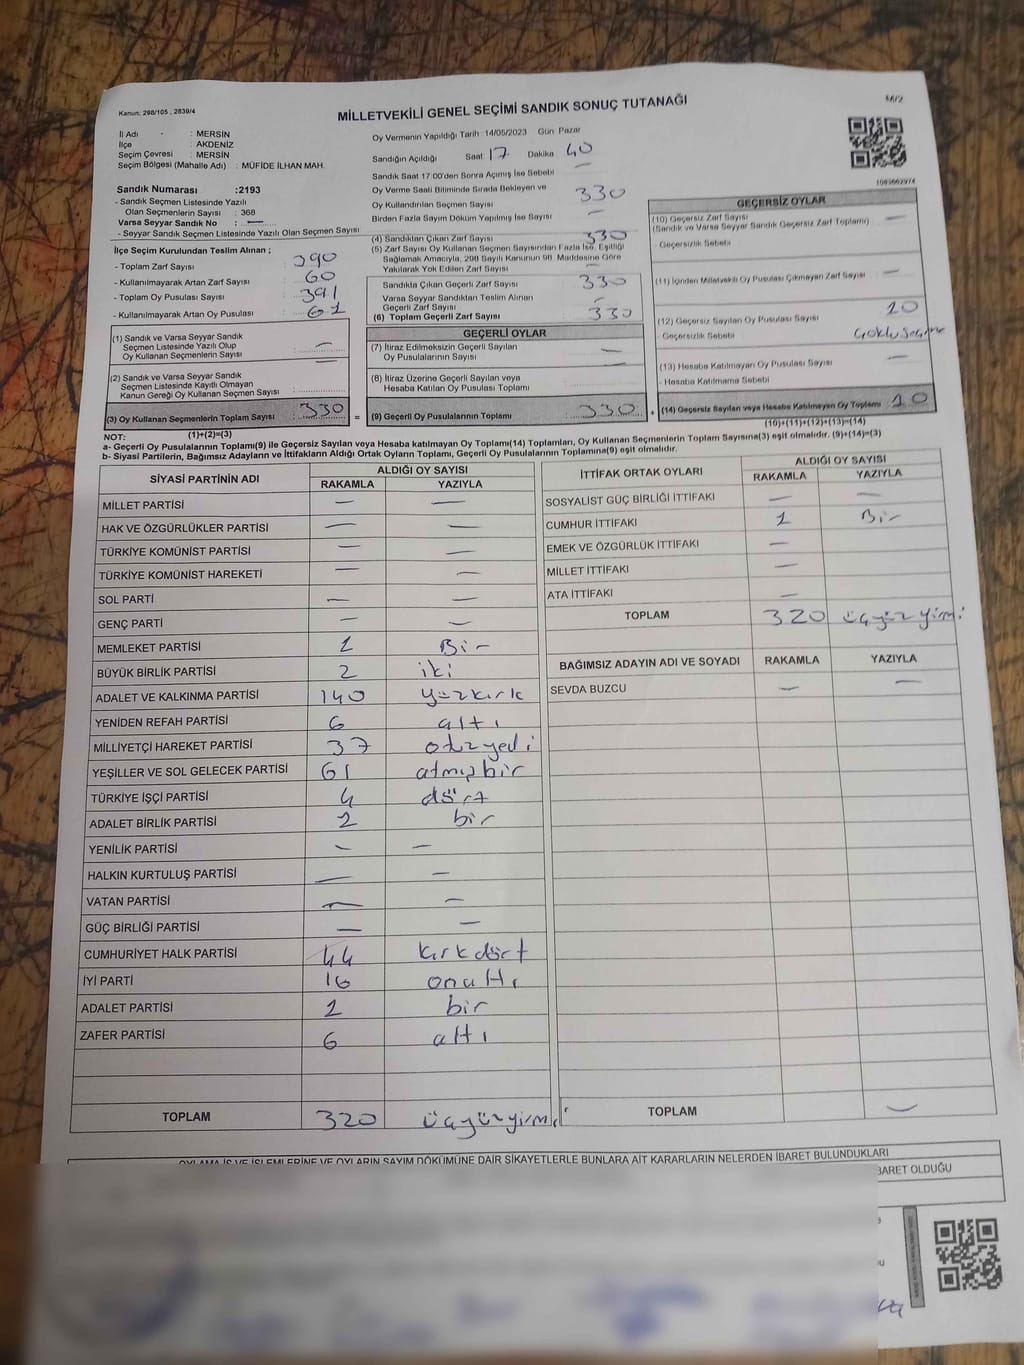 Kanun: 298/105 , 2839/4
M/2
MİLLETVEKİLİ GENEL SEÇİMİ SANDIK SONUÇ TUTANAĞI
İl Adı : MERSİN
İlçe : AKDENİZ
Seçim Çevresi : MERSİN
Seçim Bölgesi (Mahalle Adı) : MÜFİDE İLHAN MAH.
Sandık Numarası :2193
- Sandık Seçmen Listesinde Yazılı
Olan Seçmenlerin Sayısı : 368
Varsa Seyyar Sandık No : —
- Seyyar Sandık Seçmen Listesinde Yazılı Olan Seçmen Sayısı
Oy Vermenin Yapıldığı Tarih 14/05/2023 Gün Pazar
Sandığın Açıldığı Saat 17 Dakika 40
Sandık Saat 17:00'den Sonra Açımış İse Sebebi —
Oy Verme Saati Bitiminde Sırada Bekleyen ve
Oy Kullandırılan Seçmen Sayısı 330
Birden Fazla Sayım Döküm Yapılmış İse Sayısı —
1093662974
İlçe Seçim Kurulundan Teslim Alınan ;
- Toplam Zarf Sayısı : 390
- Kullanılmayarak Artan Zarf Sayısı : 60
- Toplam Oy Pusulası Sayısı : 391
- Kullanılmayarak Artan Oy Pusulası : 61
(4) Sandıktan Çıkan Zarf Sayısı 330
(5) Zarf Sayısı Oy Kullanan Seçmen Sayısından Fazla İse, Eşitliği
Sağlamak Amacıyla, 298 Sayılı Kanunun 98. Maddesine Göre
Yakılarak Yok Edilen Zarf Sayısı —
Sandıkta Çıkan Geçerli Zarf Sayısı 330
Varsa Seyyar Sandıktan Teslim Alınan
Geçerli Zarf Sayısı —
(6) Toplam Geçerli Zarf Sayısı 330
GEÇERSİZ OYLAR
(10) Geçersiz Zarf Sayısı —
(Sandık ve Varsa Seyyar Sandık Geçersiz Zarf Toplamı)
Geçersizlik Sebebi
(11) İçinden Milletvekili Oy Pusulası Çıkmayan Zarf Sayısı —
(12) Geçersiz Sayılan Oy Pusulası Sayısı 10
- Geçersizlik Sebebi
(13) Hesaba Katılmayan Oy Pusulası Sayısı —
- Hesaba Katılmama Sebebi
(14) Geçersiz Sayılan veya Hesaba Katılmayan Oy Toplamı 10
(10)+(11)+(12)+(13)=(14)
(1) Sandık ve Varsa Seyyar Sandık
Seçmen Listesinde Yazılı Olup
Oy Kullanan Seçmenlerin Sayısı : —
(2) Sandık ve Varsa Seyyar Sandık
Seçmen Listesinde Kayıtlı Olmayan
Kanun Gereği Oy Kullanan Seçmen Sayısı : —
(3) Oy Kullanan Seçmenlerin Toplam Sayısı : 330 =
(1)+(2)=(3)
GEÇERLİ OYLAR
(7) İtiraz Edilmeksizin Geçerli Sayılan
Oy Pusulalarının Sayısı : —
(8) İtiraz Üzerine Geçerli Sayılan veya
Hesaba Katılan Oy Pusulası Toplamı : —
(9) Geçerli Oy Pusulalarının Toplamı : 330 +
NOT:
a- Geçerli Oy Pusulaları Toplamı(9) ile Geçersiz Sayılan veya Hesaba katılmayan Oy Toplamı(14) Toplamları, Oy Kullanan Seçmenlerin Toplam Sayısına(3) eşit olmalıdır. (9)+(14)=(3)
b- Siyasi Partilerin, Bağımsız Adayların ve İttifakların Aldığı Ortak Oyların Toplamı, Geçerli Oy Pusulalarının Toplamına(9) eşit olmalıdır.
SİYASİ PARTİNİN ADI ALDIĞI OY SAYISI
RAKAMLA YAZIYLA
MİLLET PARTİSİ — —
HAK VE ÖZGÜRLÜKLER PARTİSİ — —
TÜRKİYE KOMÜNİST PARTİSİ — —
TÜRKİYE KOMÜNİST HAREKETİ — —
SOL PARTİ — —
GENÇ PARTİ — —
MEMLEKET PARTİSİ 1 Bir
BÜYÜK BİRLİK PARTİSİ 2 iki
ADALET VE KALKINMA PARTİSİ 140 yüzkırk
YENİDEN REFAH PARTİSİ 6 altı
MİLLİYETÇİ HAREKET PARTİSİ 37 otuzyedi
YEŞİLLER VE SOL GELECEK PARTİSİ 61 atmışbir
TÜRKİYE İŞÇİ PARTİSİ 4 dört
ADALET BİRLİK PARTİSİ 1 bir
YENİLİK PARTİSİ — —
HALKIN KURTULUŞ PARTİSİ — —
VATAN PARTİSİ — —
GÜÇ BİRLİĞİ PARTİSİ — —
CUMHURİYET HALK PARTİSİ 44 kırkdört
İYİ PARTİ 16 onaltı
ADALET PARTİSİ 1 bir
ZAFER PARTİSİ 6 altı
TOPLAM 320 üçyüzyirmi
İTTİFAK ORTAK OYLARI ALDIĞI OY SAYISI
RAKAMLA YAZIYLA
SOSYALİST GÜÇ BİRLİĞİ İTTİFAKI — —
CUMHUR İTTİFAKI 1 Bir
EMEK VE ÖZGÜRLÜK İTTİFAKI —
MİLLET İTTİFAKI —
ATA İTTİFAKI —
TOPLAM 320 üçyüzyirmi
BAĞIMSIZ ADAYIN ADI VE SOYADI RAKAMLA YAZIYLA
SEVDA BUZCU — —
TOPLAM —
OYLAMA İŞ VE İŞLEMLERİNE VE OYLARIN SAYIM DÖKÜMÜNE DAİR ŞİKAYETLERLE BUNLARA AİT KARARLARIN NELERDEN İBARET BULUNDUKLARI
İBARET OLDUĞU